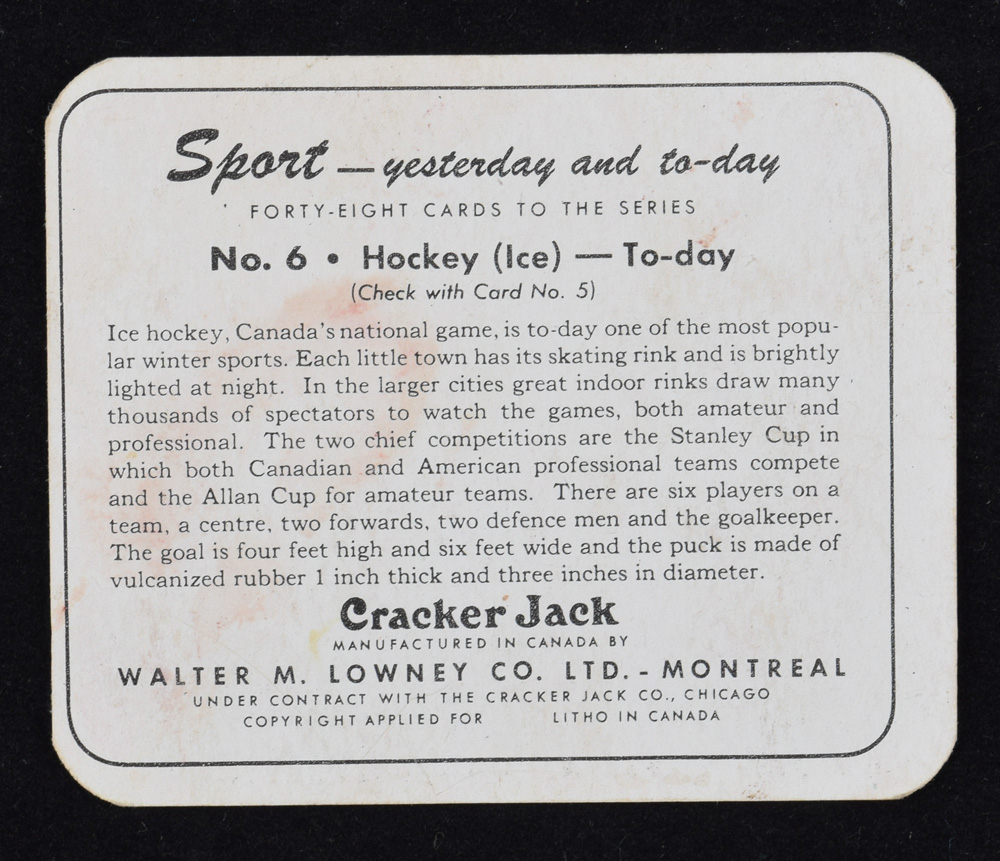 Sport — yesterday and to-day
FORTY-EIGHT CARDS TO THE SERIES
No. 6 • Hockey (Ice) — To-day
(Check with Card No. 5)
Ice hockey, Canada's national game, is to-day one of the most popu-
lar winter sports. Each little town has its skating rink and is brightly
lighted at night. In the larger cities great indoor rinks draw many
thousands of spectators to watch the games, both amateur and
professional. The two chief competitions are the Stanley Cup in
which both Canadian and American professional teams compete
and the Allan Cup for amateur teams. There are six players on a
team, a centre, two forwards, two defence men and the goalkeeper.
The goal is four feet high and six feet wide and the puck is made of
vulcanized rubber 1 inch thick and three inches in diameter.
Cracker Jack
MANUFACTURED IN CANADA BY
WALTER M. LOWNEY CO. LTD. - MONTREAL
UNDER CONTRACT WITH THE CRACKER JACK CO., CHICAGO
COPYRIGHT APPLIED FOR LITHO IN CANADA